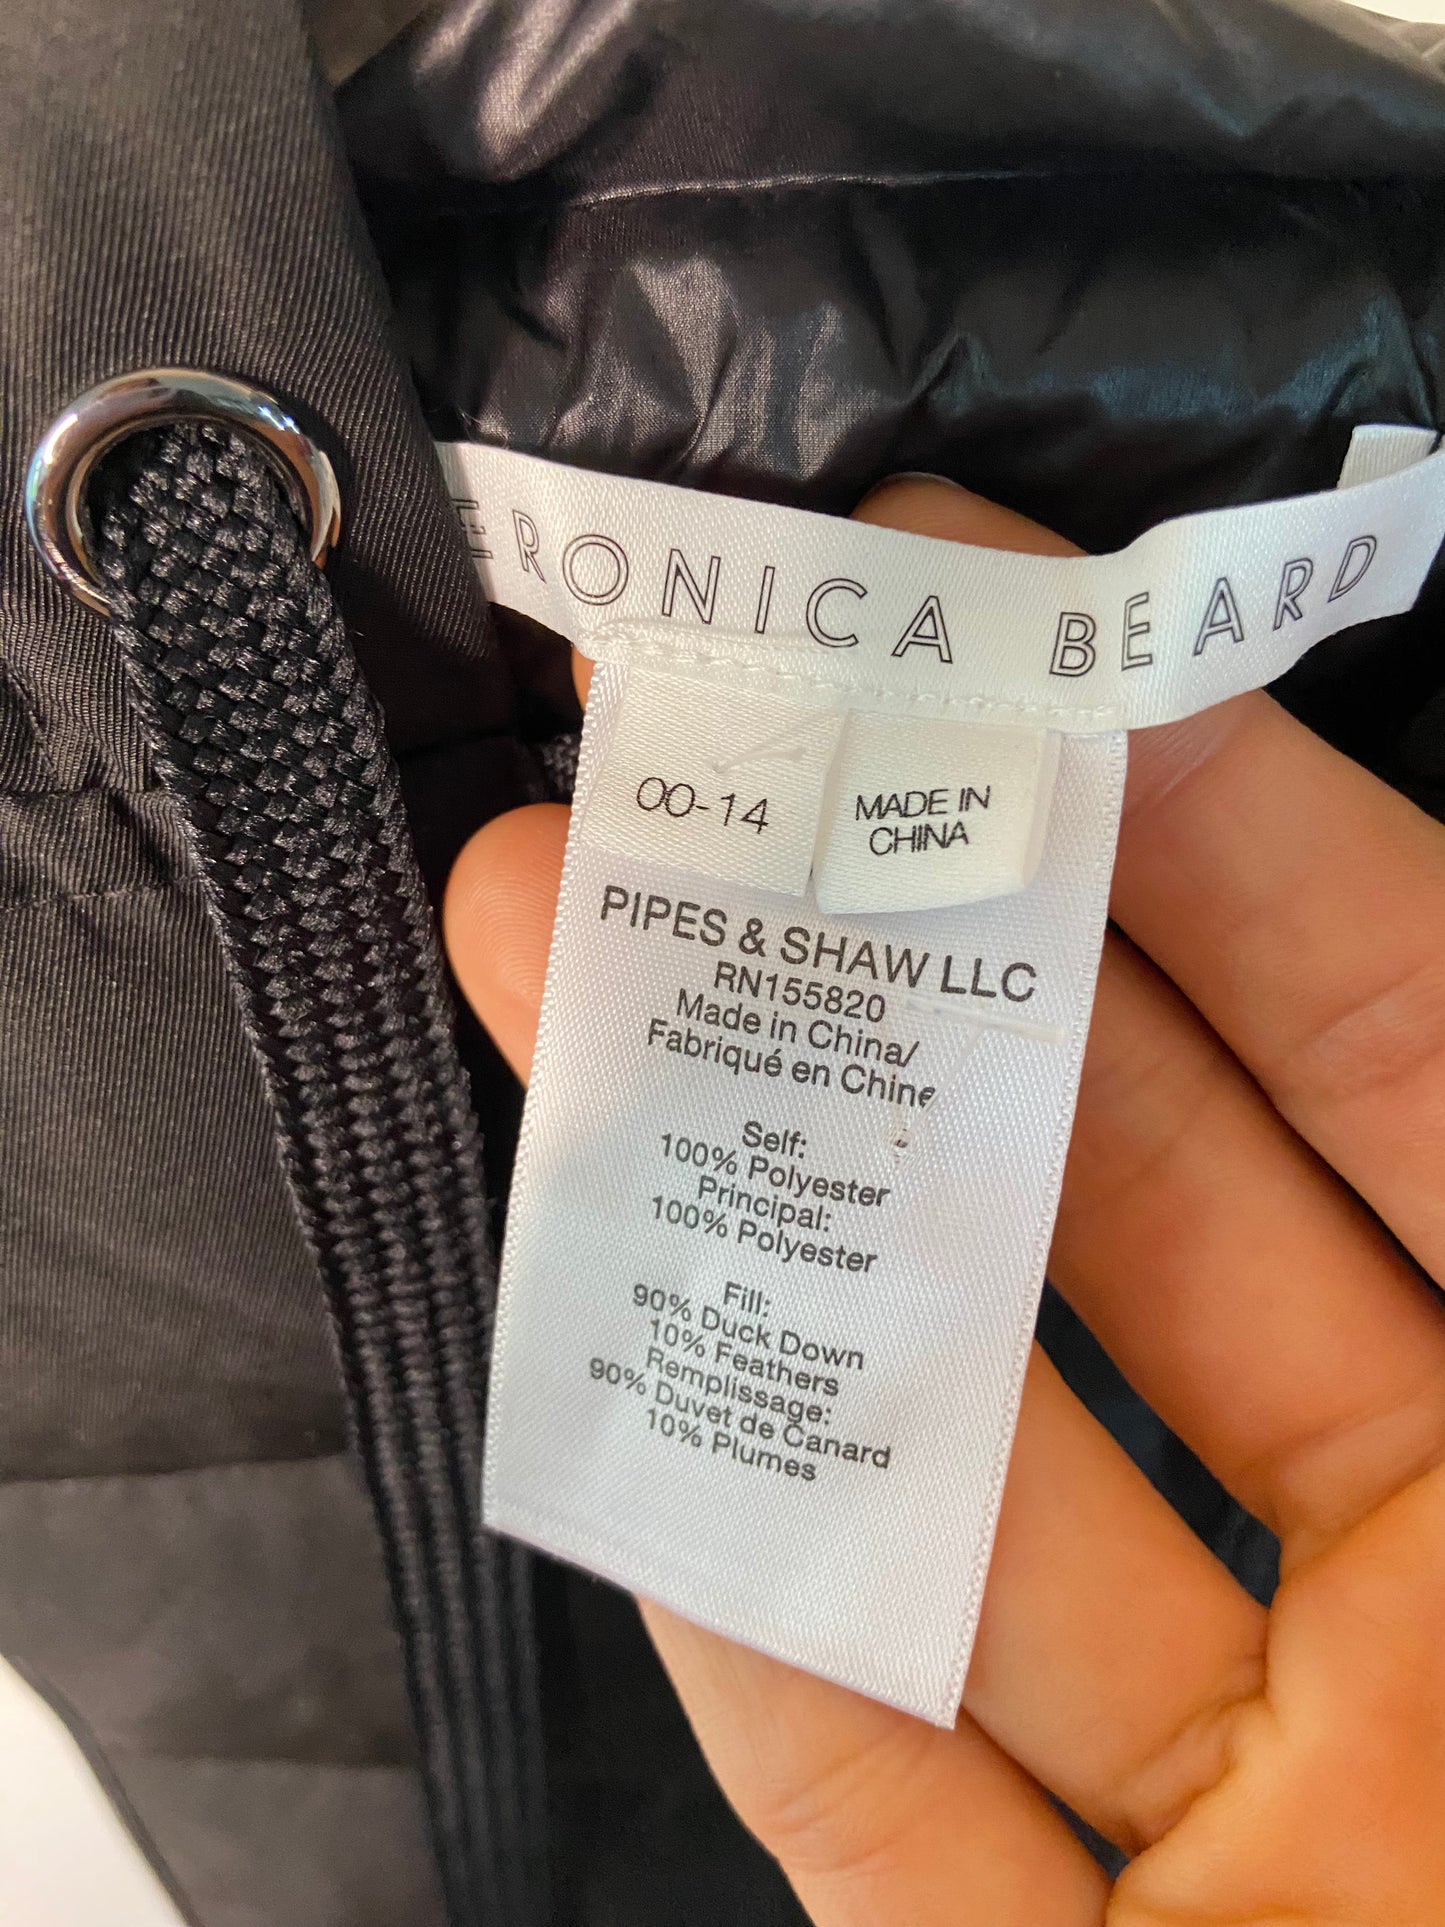 ERONICA BEARD
00-14
MADE IN
CHINA
PIPES & SHAW LLC
RN155820
Made in China/
Fabriqué en Chine
Self:
100% Polyester
Principal:
100% Polyester
Fill:
90% Duck Down
10% Feathers
Remplissage:
90% Duvet de Canard
10% Plumes